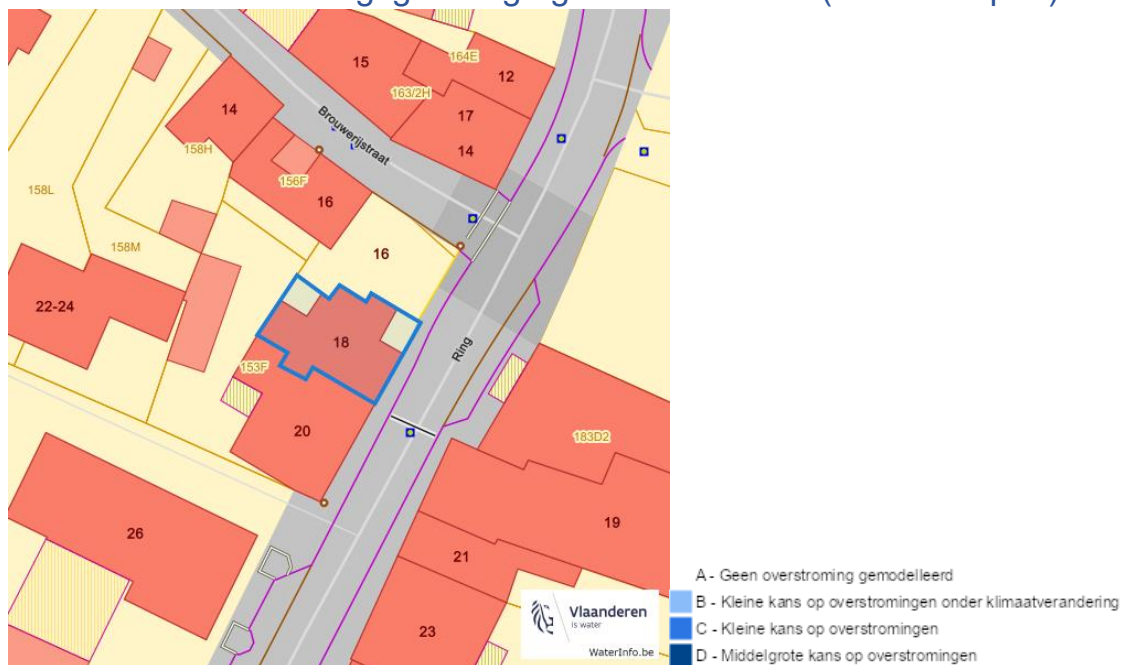 164E
15
12
163/2H
17
14
Brouwerijstraat
14
158H
156F
158L
16
158M
16
22-24
18
Ring
153F
20
183D2
19
26
21
23
Vlaanderen
is water
WaterInfo.be
A - Geen overstroming gemodelleerd
B - Kleine kans op overstromingen onder klimaatverandering
C - Kleine kans op overstromingen
D - Middelgrote kans op overstromingen